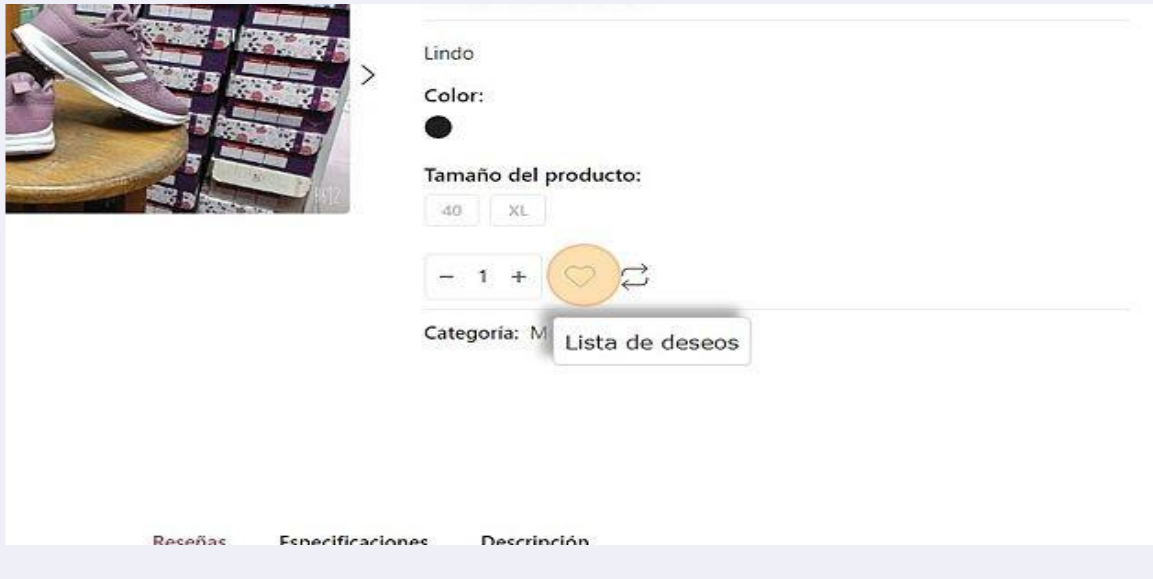 Lindo
Color:
Tamaño del producto:
40 XL
− 1 +
Categoría: M
Lista de deseos
Reseñas Especificaciones Descripción